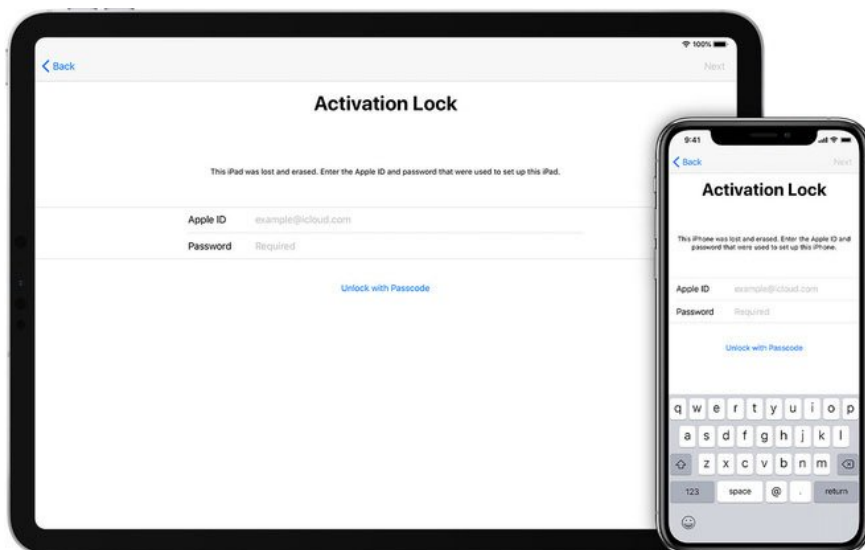 100%
Back
Next
Activation Lock
This iPad was lost and erased. Enter the Apple ID and password that were used to set up this iPad.
Apple ID example@icloud.com
Password Required
Unlock with Passcode
9:41
Back
Next
Activation Lock
This iPhone was lost and erased. Enter the Apple ID and
password that were used to set up this iPhone.
Apple ID example@icloud.com
Password Required
Unlock with Passcode
q w e r t y u i o p
a s d f g h j k l
z x c v b n m
123 space @ . return